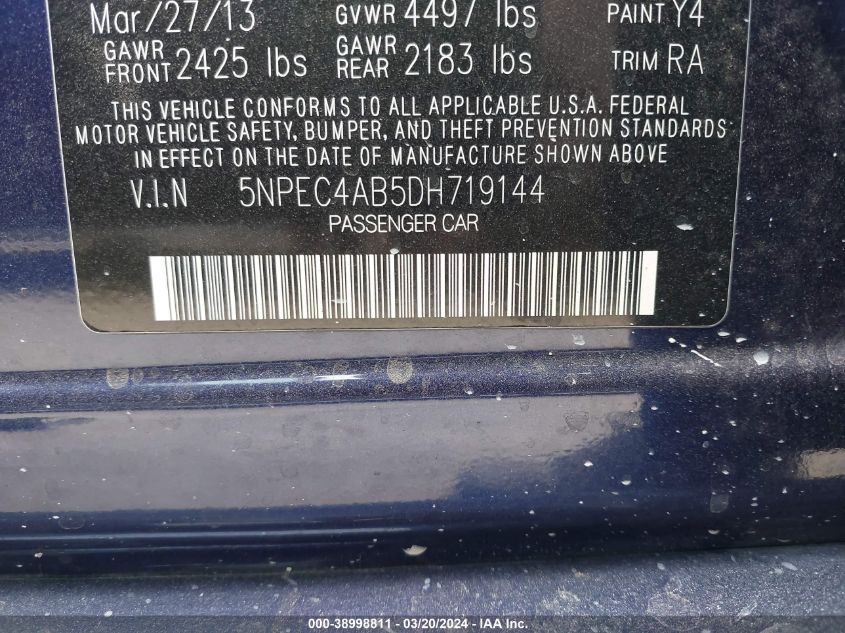 Mar/27/13 GVWR 4497 lbs PAINT Y4
GAWR FRONT 2425 lbs GAWR REAR 2183 lbs TRIM RA
THIS VEHICLE CONFORMS TO ALL APPLICABLE U.S.A. FEDERAL
MOTOR VEHICLE SAFETY, BUMPER, AND THEFT PREVENTION STANDARDS
IN EFFECT ON THE DATE OF MANUFACTURE SHOWN ABOVE
V.I.N 5NPEC4AB5DH719144
PASSENGER CAR
000-38998811 - 03/20/2024 - IAAI Inc.